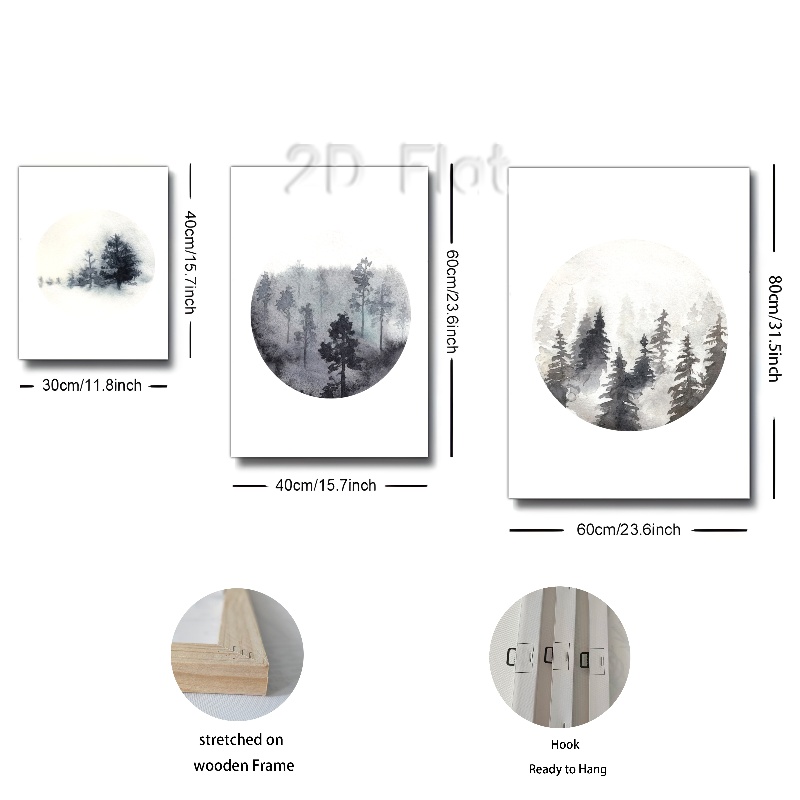 2D Flat
40cm/15.7inch
30cm/11.8inch
60cm/23.6inch
40cm/15.7inch
80cm/31.5inch
60cm/23.6inch
stretched on
wooden Frame
Hook
Ready to Hang